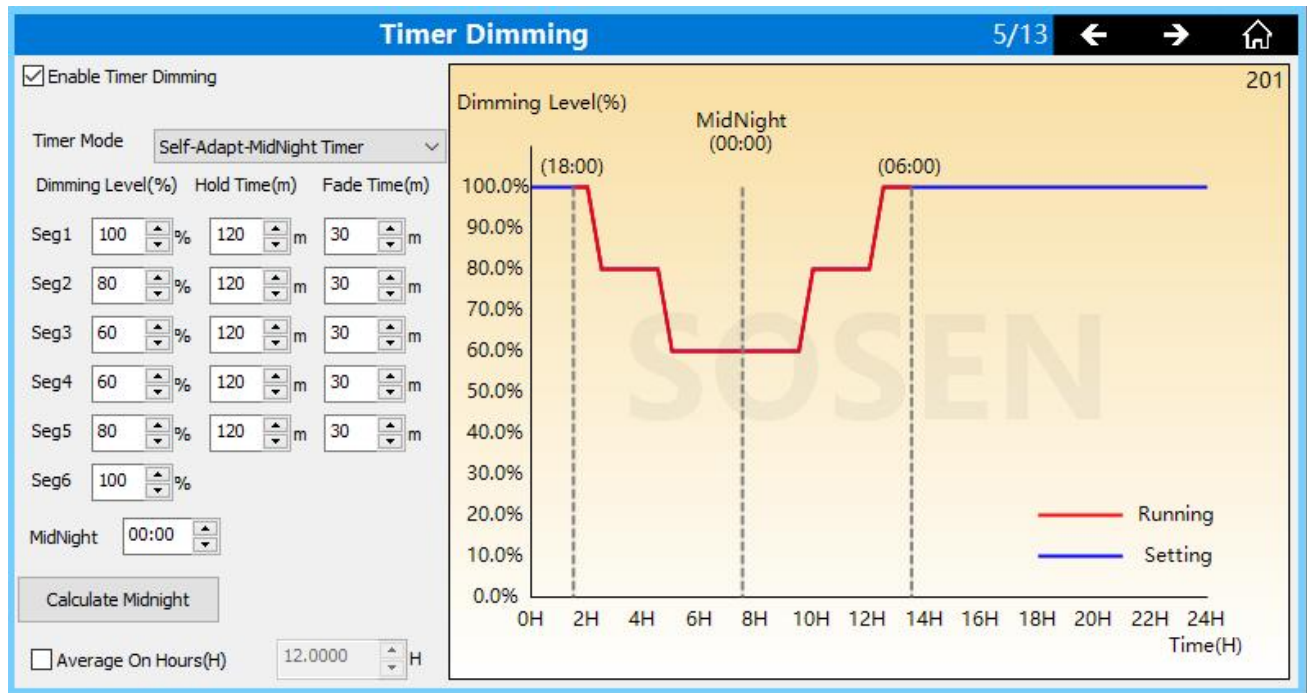 Timer Dimming 5/13
Enable Timer Dimming
Timer Mode Self-Adapt-MidNight Timer
Dimming Level(%) Hold Time(m) Fade Time(m)
Seg1 100 % 120 m 30 m
Seg2 80 % 120 m 30 m
Seg3 60 % 120 m 30 m
Seg4 60 % 120 m 30 m
Seg5 80 % 120 m 30 m
Seg6 100 %
MidNight 00:00
Calculate Midnight
Average On Hours(H) 12.0000 H
201
Dimming Level(%)
MidNight
(00:00)
(18:00) (06:00)
100.0%
90.0%
80.0%
70.0%
60.0%
50.0%
40.0%
30.0%
20.0%
10.0%
0.0%
SOSEN
Running
Setting
0H 2H 4H 6H 8H 10H 12H 14H 16H 18H 20H 22H 24H
Time(H)